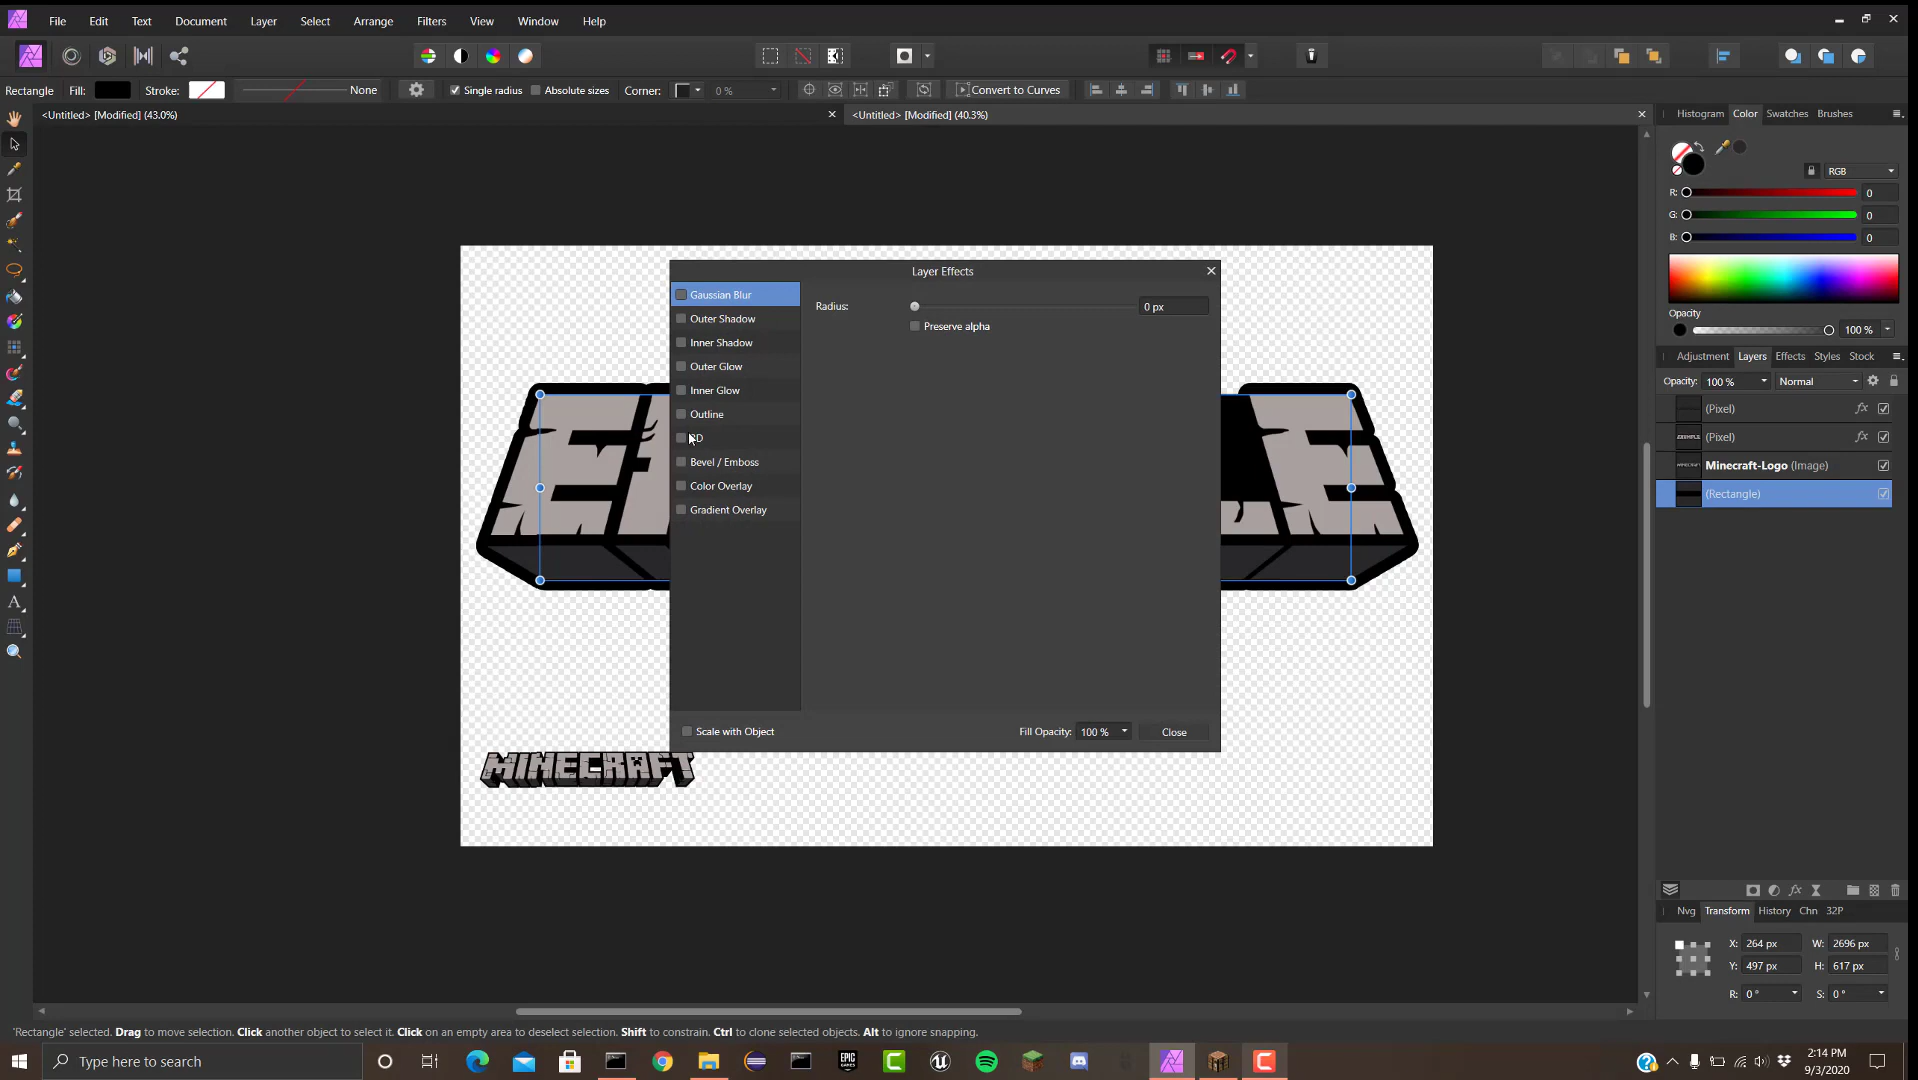 File Edit Text Document Layer Select Arrange Filters View Window Help
Rectangle Fill: Stroke: None Single radius Absolute sizes Corner: 0 % Convert to Curves
<Untitled> [Modified] (43.0%) <Untitled> [Modified] (40.3%)
Histogram Color Swatches Brushes
RGB
R: 0
G: 0
B: 0
Opacity
100 %
Adjustment Layers Effects Styles Stock
Opacity: 100 % Normal
(Pixel)
(Pixel)
Minecraft-Logo (Image)
(Rectangle)
Layer Effects
Gaussian Blur
Outer Shadow
Inner Shadow
Outer Glow
Inner Glow
Outline
3D
Bevel / Emboss
Color Overlay
Gradient Overlay
Radius: 0 px
Preserve alpha
Scale with Object Fill Opacity: 100 % Close
E E
MINECRAFT
Nvg Transform History Chn 32P
X: 264 px W: 2696 px
Y: 497 px H: 617 px
R: 0 ° S: 0 °
'Rectangle' selected. Drag to move selection. Click another object to select it. Click on an empty area to deselect selection. Shift to constrain. Ctrl to clone selected objects. Alt to ignore snapping.
Type here to search
EPIC GAMES
2:14 PM
9/3/2020